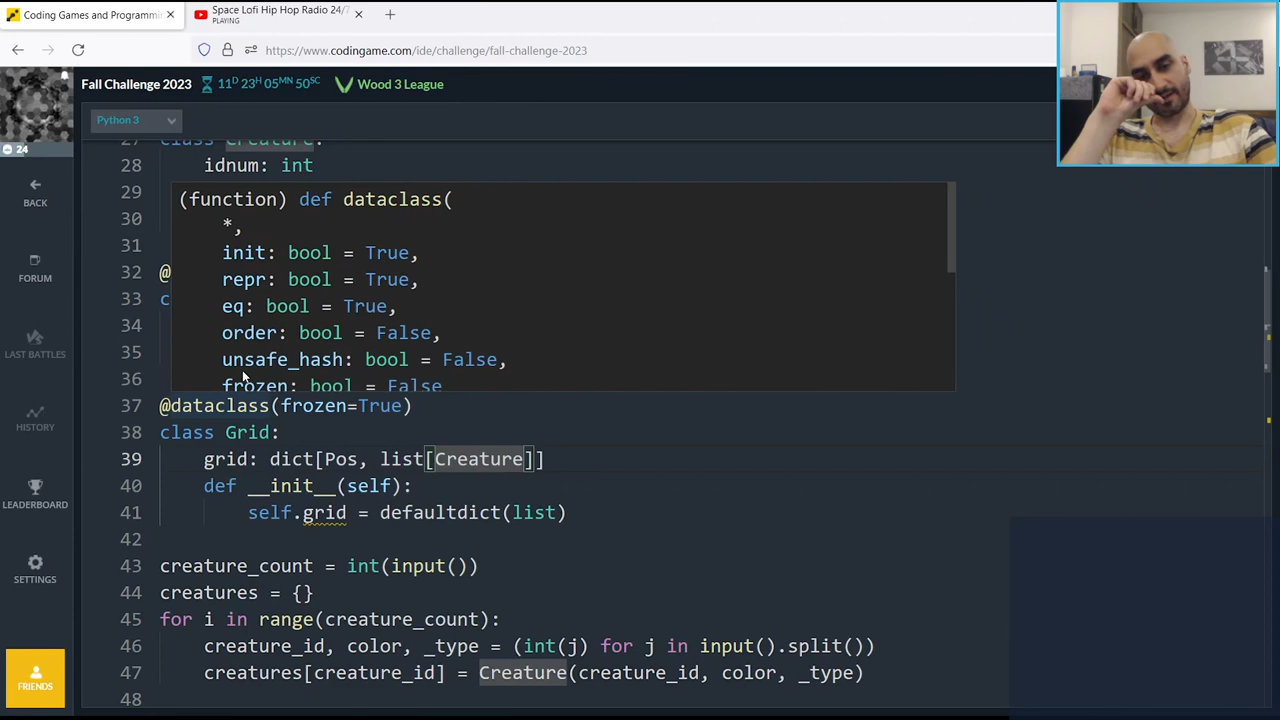 Coding Games and Programmi
Space Lofi Hip Hop Radio 24/7
PLAYING
https://www.codingame.com/ide/challenge/fall-challenge-2023
Fall Challenge 2023
11D 23H 05MN 50SC
Wood 3 League
Python 3
24
BACK
FORUM
LAST BATTLES
HISTORY
LEADERBOARD
SETTINGS
FRIENDS
27 class Creature:
28 idnum: int
29
30
31
32 @
33 c
34
35
36
(function) def dataclass(
*,
init: bool = True,
repr: bool = True,
eq: bool = True,
order: bool = False,
unsafe_hash: bool = False,
frozen: bool = False
37 @dataclass(frozen=True)
38 class Grid:
39 grid: dict[Pos, list[Creature]]
40 def __init__(self):
41 self.grid = defaultdict(list)
42
43 creature_count = int(input())
44 creatures = {}
45 for i in range(creature_count):
46 creature_id, color, _type = (int(j) for j in input().split())
47 creatures[creature_id] = Creature(creature_id, color, _type)
48